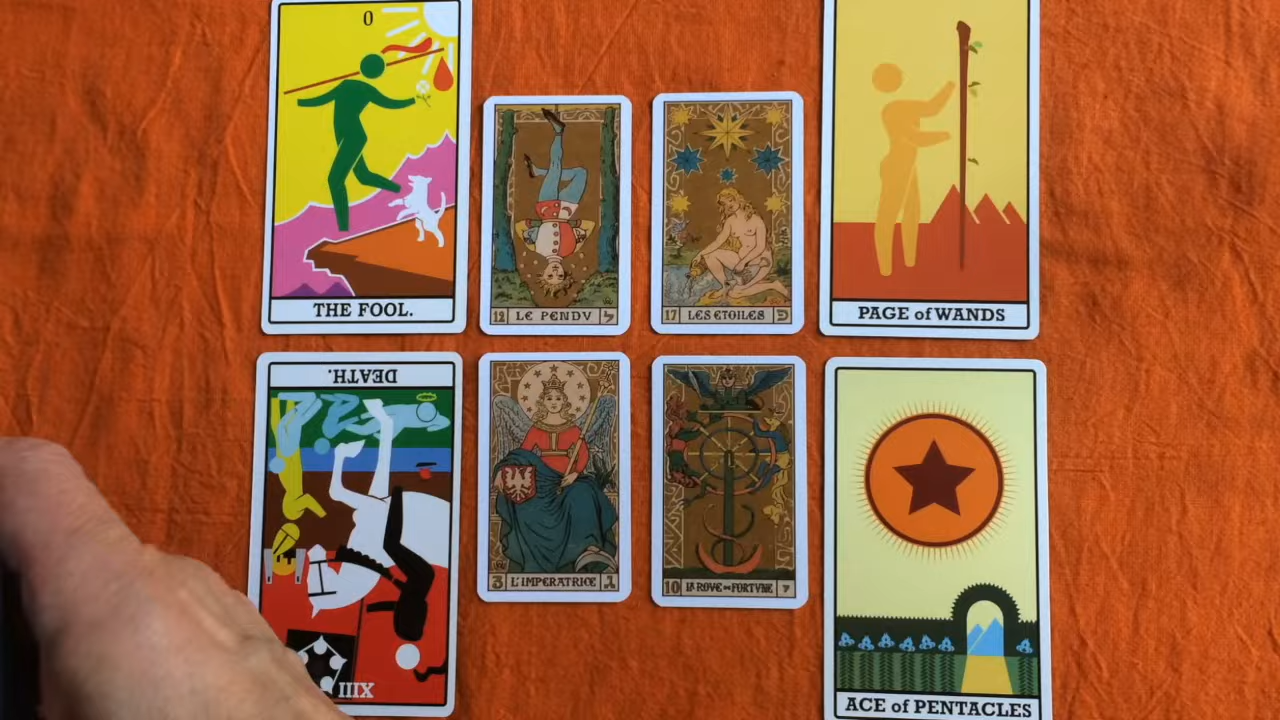 0
THE FOOL.
12 LE PENDV ל
17 LES ETOILES
PAGE of WANDS
DEATH.
XIII
3 L'IMPERATRICE ג
10 LA ROVE DE FORTVNE י
ACE of PENTACLES